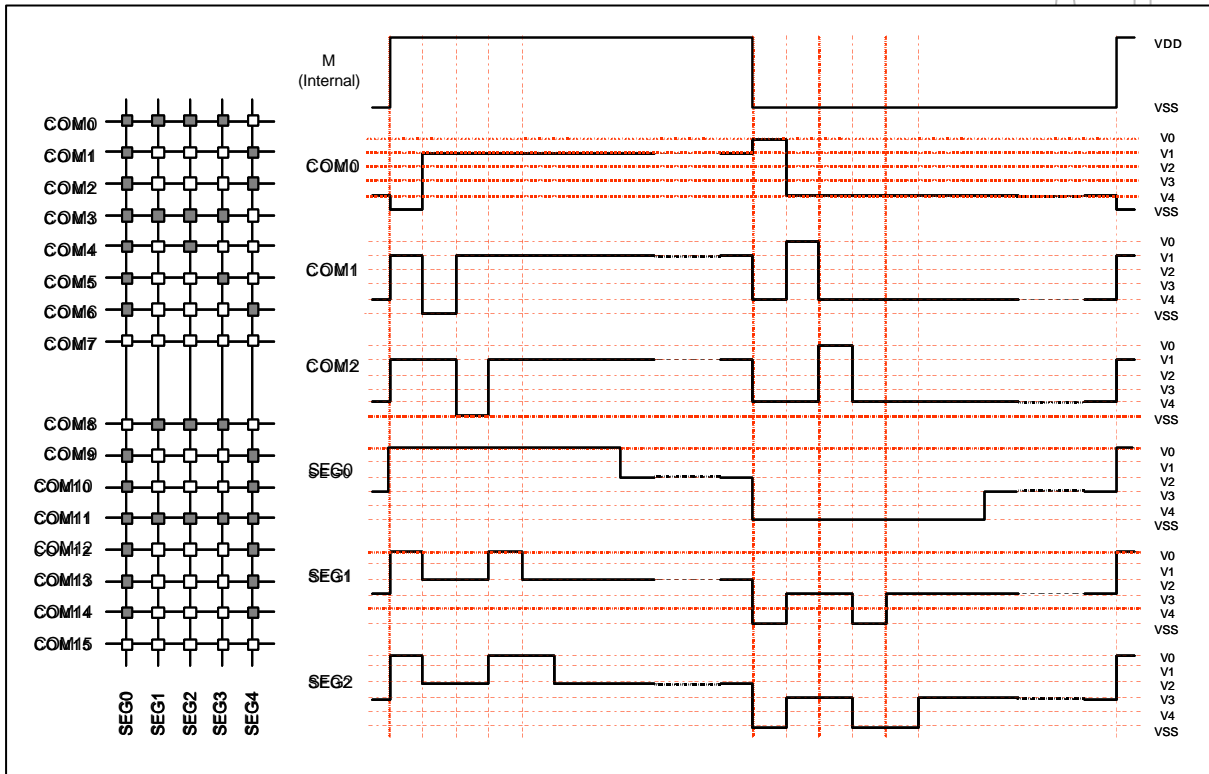 M
(Internal)
VDD
VSS
COM0
COM1
COM2
COM3
COM4
COM5
COM6
COM7
COM8
COM9
COM10
COM11
COM12
COM13
COM14
COM15
SEG0
SEG1
SEG2
SEG3
SEG4
COM0
V0
V1
V2
V3
V4
VSS
COM1
V0
V1
V2
V3
V4
VSS
COM2
V0
V1
V2
V3
V4
VSS
SEG0
V0
V1
V2
V3
V4
VSS
SEG1
V0
V1
V2
V3
V4
VSS
SEG2
V0
V1
V2
V3
V4
VSS